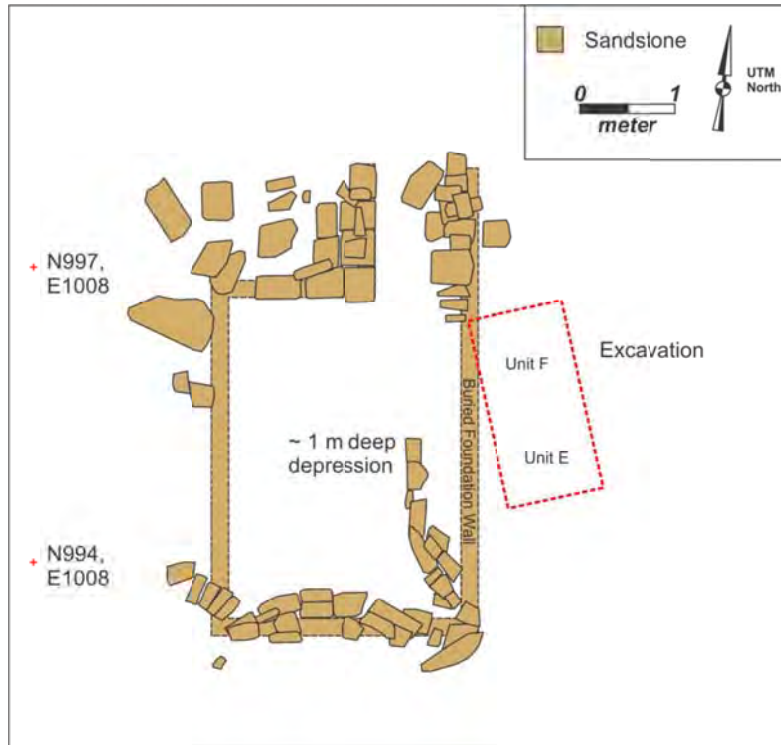 Sandstone
0 1
meter
UTM
North
N997,
E1008
Excavation
Unit F
Buried Foundation Wall
~ 1 m deep
depression
Unit E
N994,
E1008